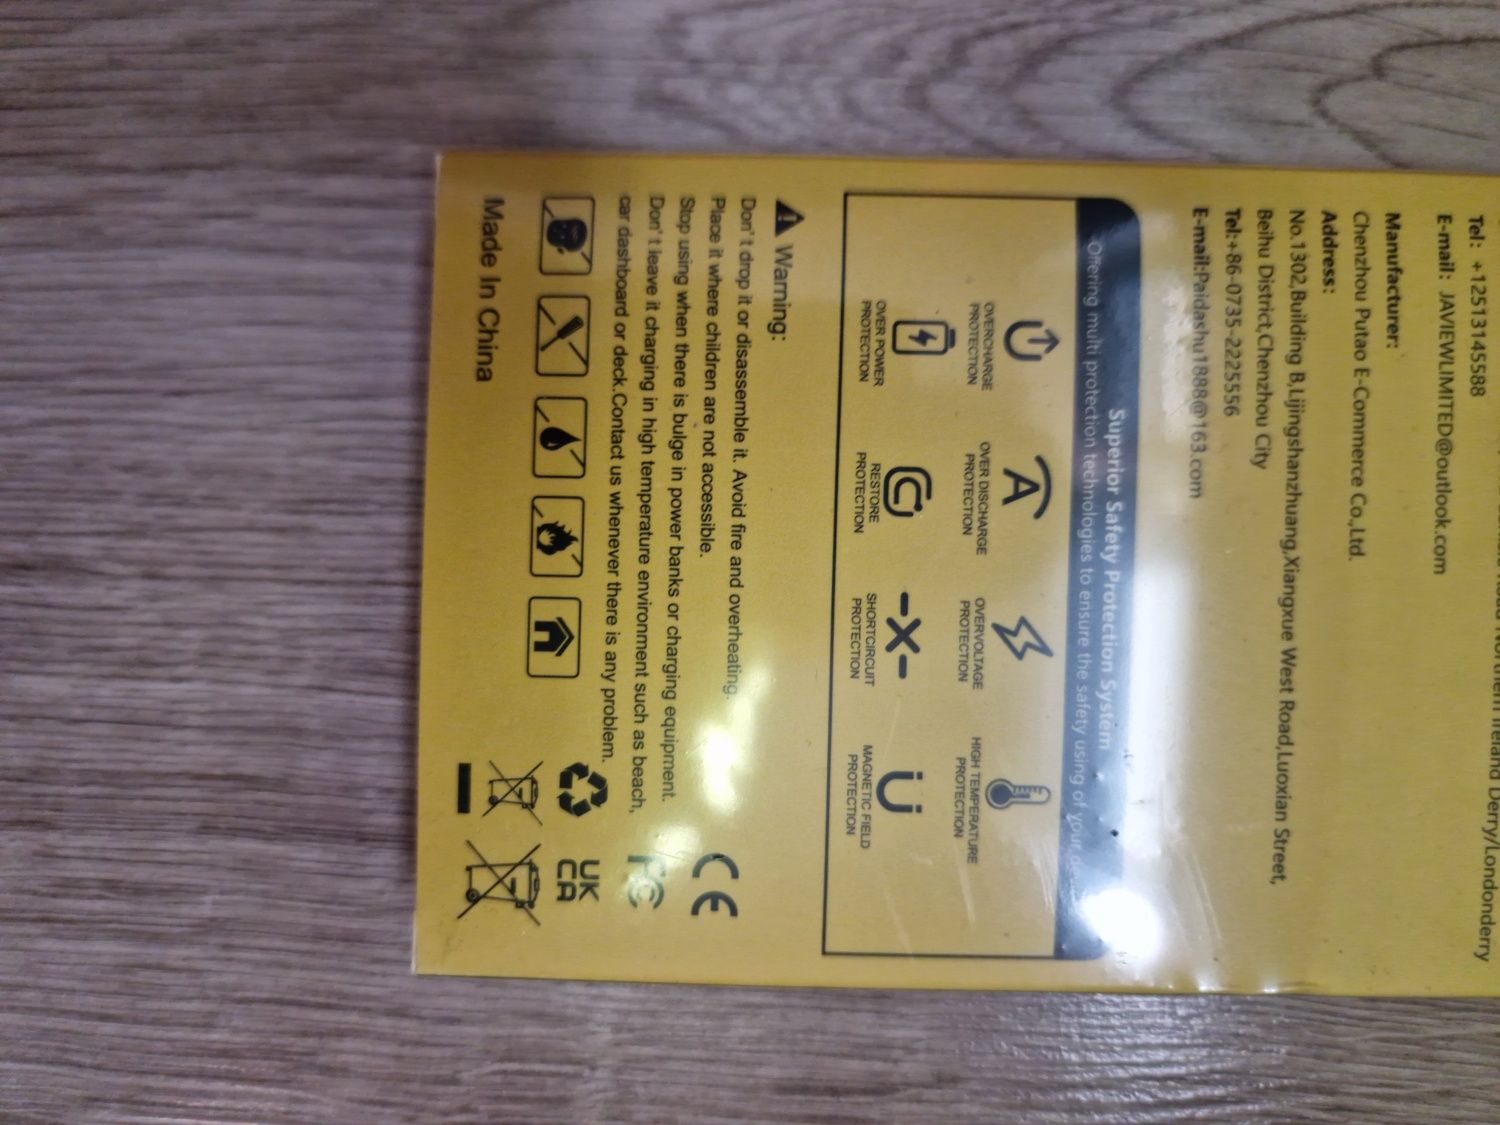 Northern Ireland Derry/Londonderry
Tel: +12513145588
E-mail: JAVIEWLIMITED@outlook.com
Manufacturer:
Chenzhou Putao E-Commerce Co.,Ltd.
Address:
No.1302,Building B,Lijingshanzhuang,Xiangxue West Road,Luoxian Street,
Beihu District,Chenzhou City
Tel:+86-0735-2225556
E-mail:Paidashu1888@163.com
Superior Safety Protection System
Offering multi protection technologies to ensure the safety using of your device
OVERCHARGE
PROTECTION
OVER DISCHARGE
PROTECTION
OVERVOLTAGE
PROTECTION
HIGH TEMPERATURE
PROTECTION
OVER POWER
PROTECTION
RESTORE
PROTECTION
SHORTCIRCUIT
PROTECTION
MAGNETIC FIELD
PROTECTION
Warning:
Don't drop it or disassemble it. Avoid fire and overheating.
Place it where children are not accessible.
Stop using when there is bulge in power banks or charging equipment.
Don't leave it charging in high temperature environment such as beach,
car dashboard or deck.Contact us whenever there is any problem.
CE
FC
UK
CA
Made In China